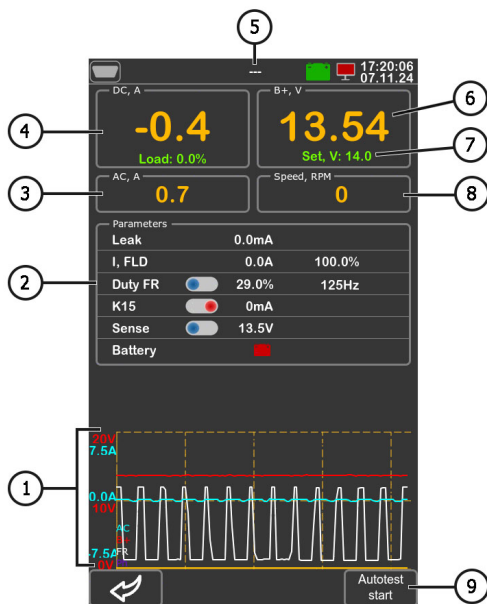 5
--- 17:20:06
07.11.24
DC, A B+, V
-0.4 13.54
6
4
Load: 0.0% Set, V: 14.0
7
AC, A Speed, RPM
3 0.7 0 8
Parameters
Leak 0.0mA
I, FLD 0.0A 100.0%
2 Duty FR 29.0% 125Hz
K15 0mA
Sense 13.5V
Battery
20V
7.5A
1
0.0A
10V
AC
B+
FR
-7.5A
0V
Autotest
start
9